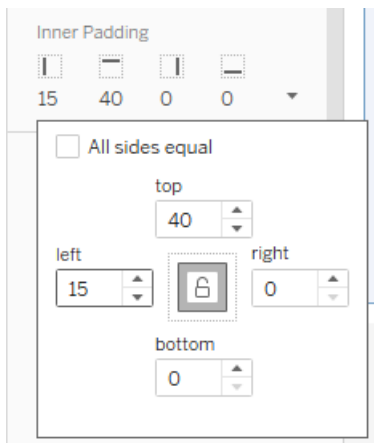 Inner Padding
15 40 0 0
All sides equal
top
40
left right
15 0
bottom
0